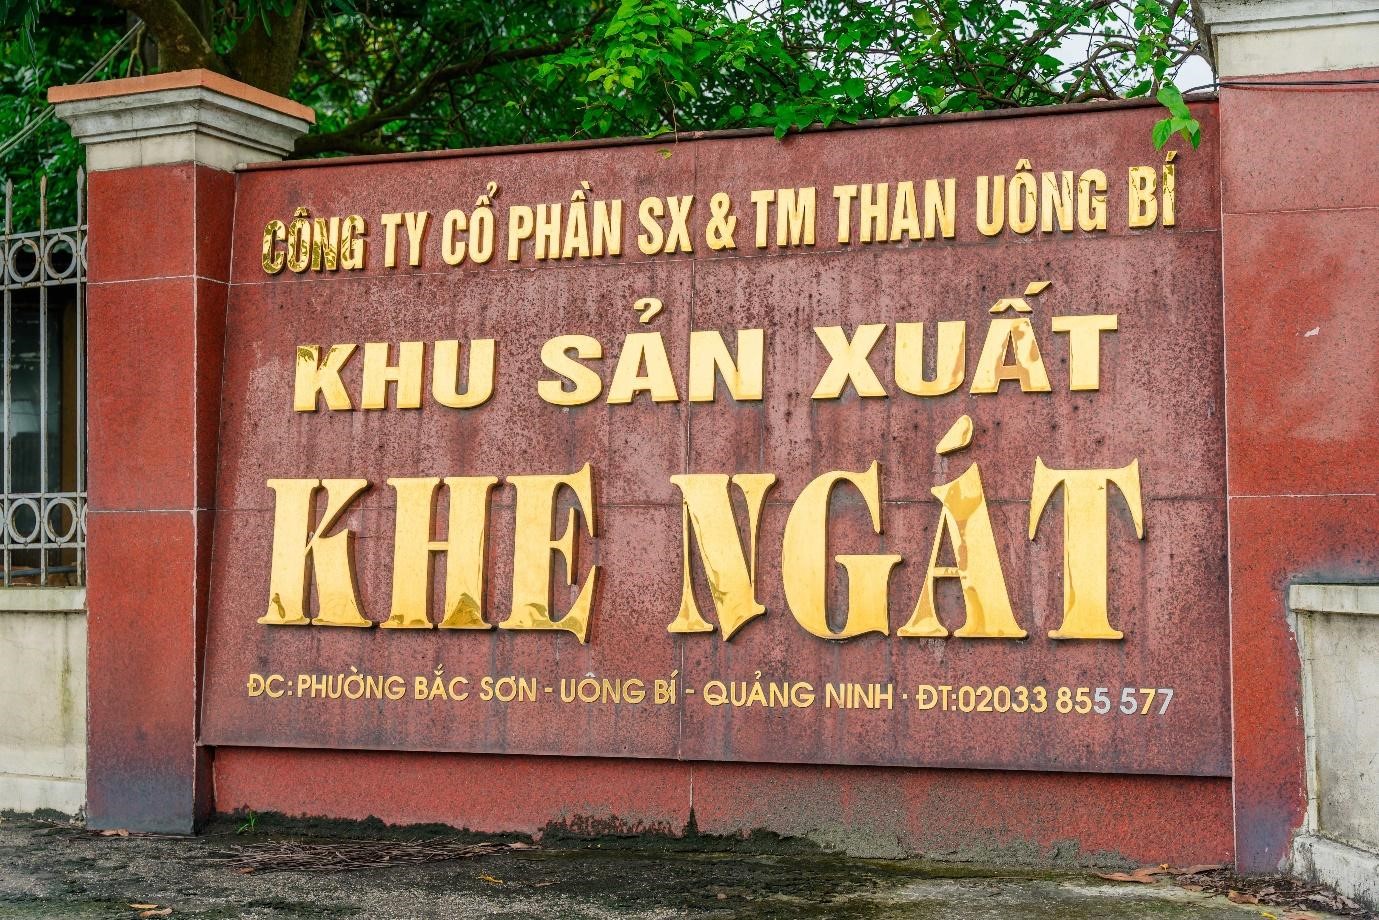 CÔNG TY CỔ PHẦN SX & TM THAN UÔNG BÍ
KHU SẢN XUẤT
KHE NGÁT
ĐC: PHƯỜNG BẮC SƠN - UÔNG BÍ - QUẢNG NINH · ĐT:02033 855 577